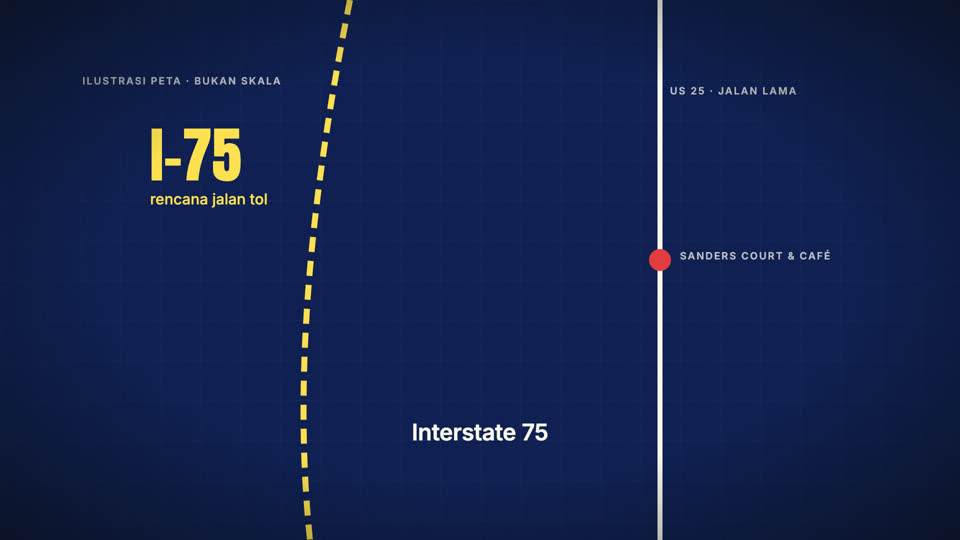 ILUSTRASI PETA · BUKAN SKALA
US 25 · JALAN LAMA
I-75
rencana jalan tol
SANDERS COURT & CAFÉ
Interstate 75